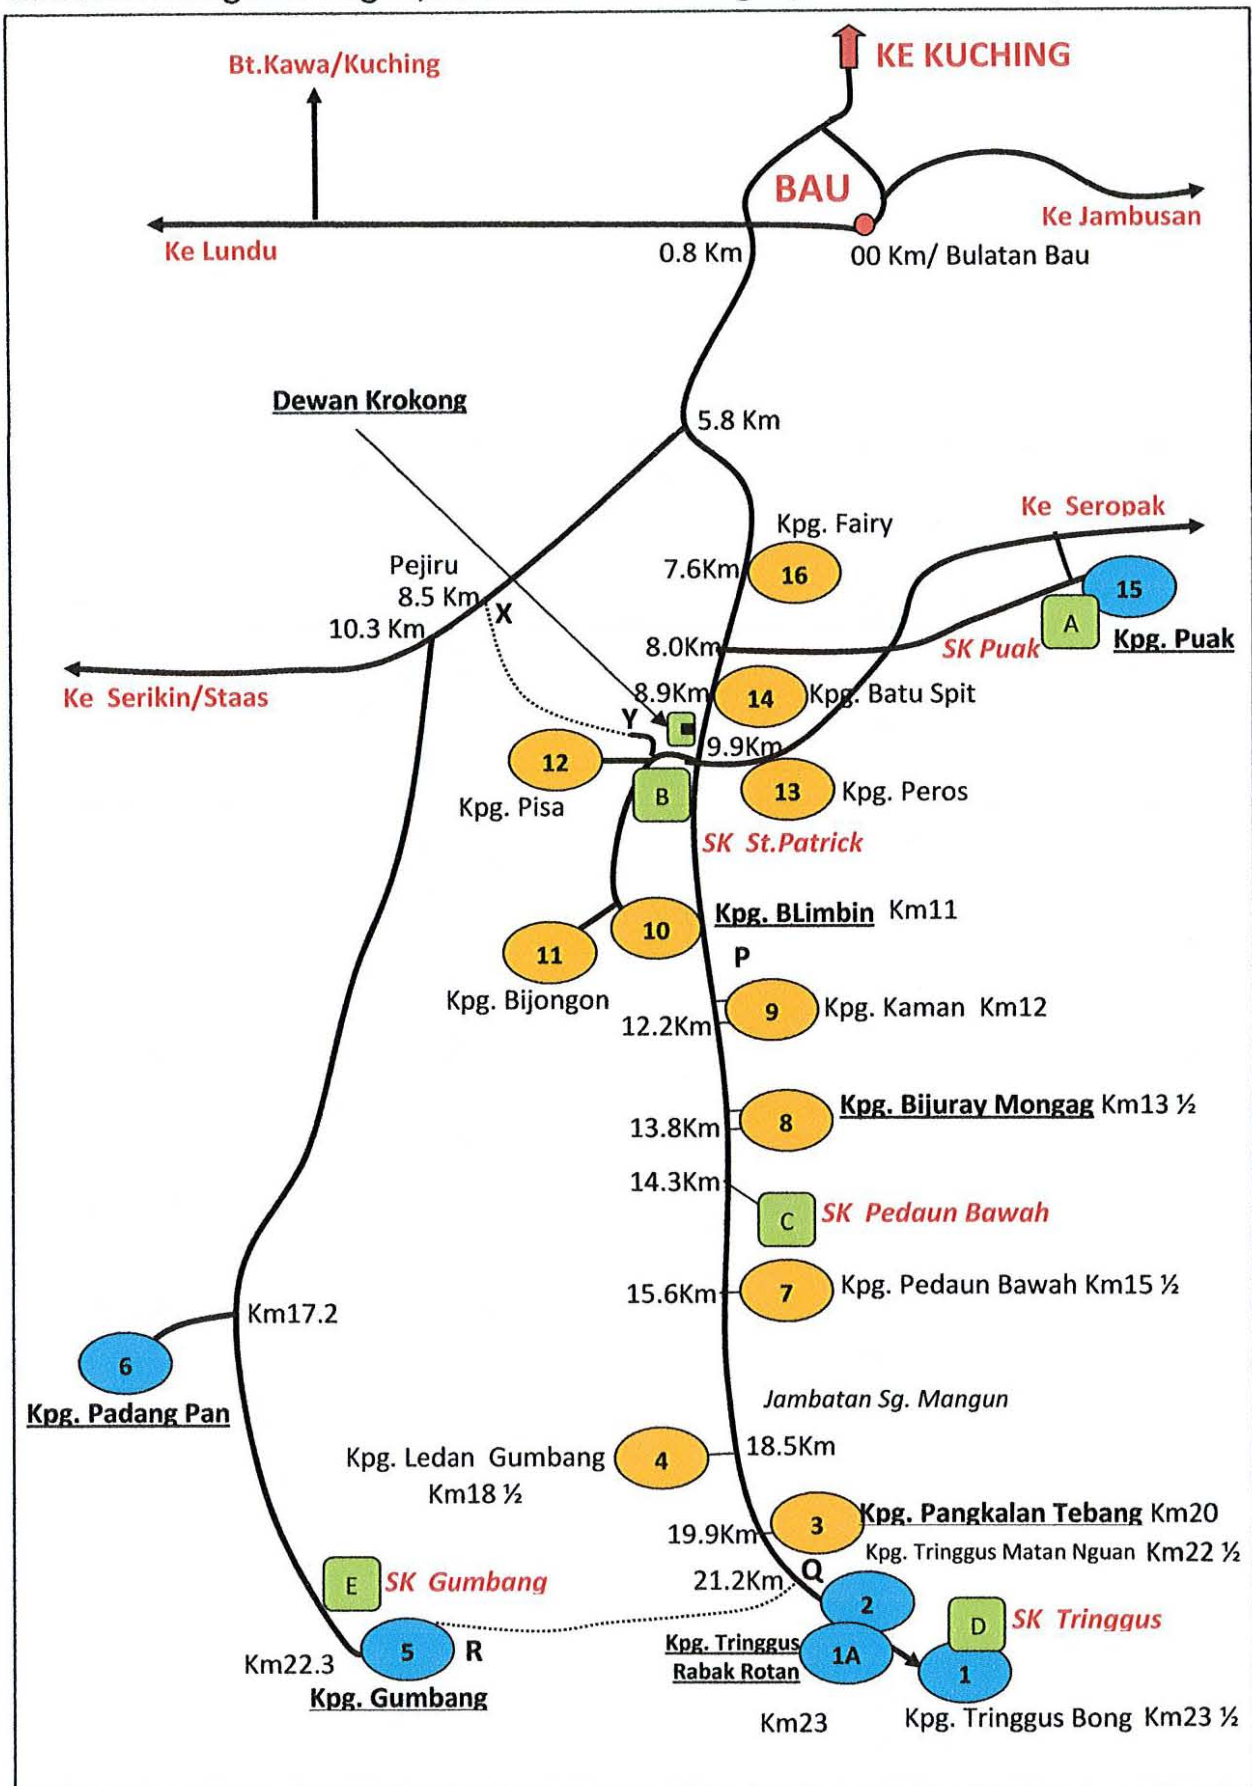 KE KUCHING
Bt.Kawa/Kuching
BAU
Ke Jambusan
Ke Lundu
0.8 Km
00 Km/ Bulatan Bau
Dewan Krokong
5.8 Km
Ke Seropak
Kpg. Fairy
16
7.6Km
Pejiru
8.5 Km
X
15
A
Kpg. Puak
SK Puak
10.3 Km
8.0Km
Ke Serikin/Staas
8.9Km
14
Kpg. Batu Spit
Y
9.9Km
12
Kpg. Pisa
B
13
Kpg. Peros
SK St.Patrick
10
Kpg. BLimbin Km11
11
Kpg. Bijongon
P
9
Kpg. Kaman Km12
12.2Km
8
Kpg. Bijuray Mongag Km13 ½
13.8Km
14.3Km
C
SK Pedaun Bawah
15.6Km
7
Kpg. Pedaun Bawah Km15 ½
Km17.2
6
Kpg. Padang Pan
Jambatan Sg. Mangun
18.5Km
4
Kpg. Ledan Gumbang
Km18 ½
3
Kpg. Pangkalan Tebang Km20
19.9Km
Kpg. Tringgus Matan Nguan Km22 ½
Q
21.2Km
2
E
SK Gumbang
D
SK Tringgus
5
R
Km22.3
Kpg. Gumbang
Kpg. Tringgus
Rabak Rotan
1A
Km23
1
Kpg. Tringgus Bong Km23 ½